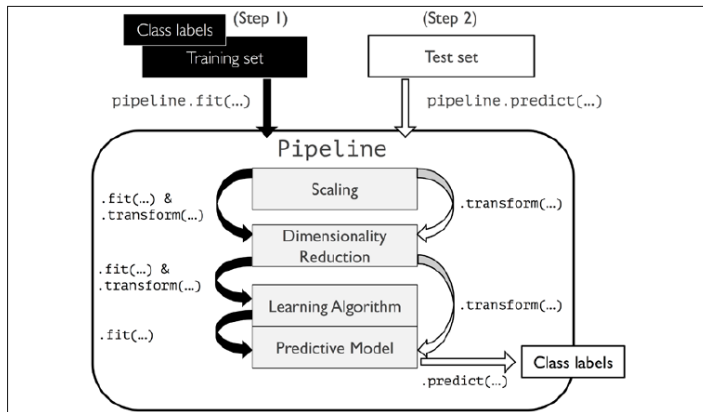 (Step 1)
(Step 2)
Class labels
Training set
Test set
pipeline.fit(…)
pipeline.predict(…)
Pipeline
Scaling
.fit(…) &
.transform(…)
.transform(…)
Dimensionality
Reduction
.fit(…) &
.transform(…)
Learning Algorithm
.transform(…)
.fit(…)
Predictive Model
Class labels
.predict(…)